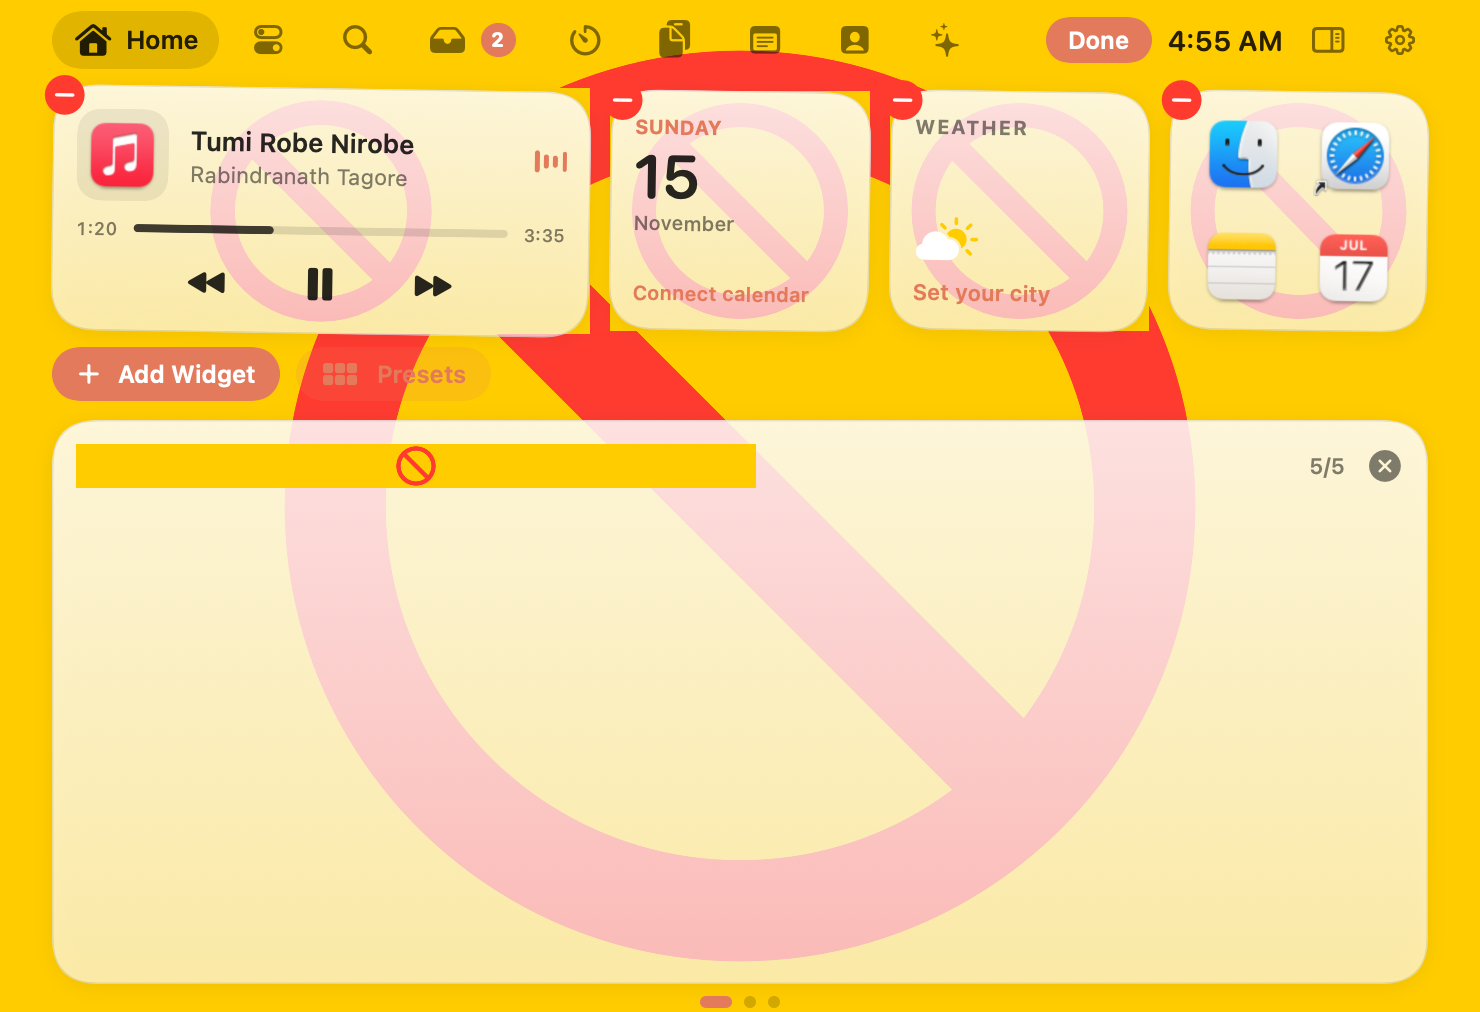 Home
2
Done
4:55 AM
Tumi Robe Nirobe
Rabindranath Tagore
1:20
3:35
SUNDAY
15
November
Connect calendar
WEATHER
Set your city
JUL
17
Add Widget
Presets
5/5